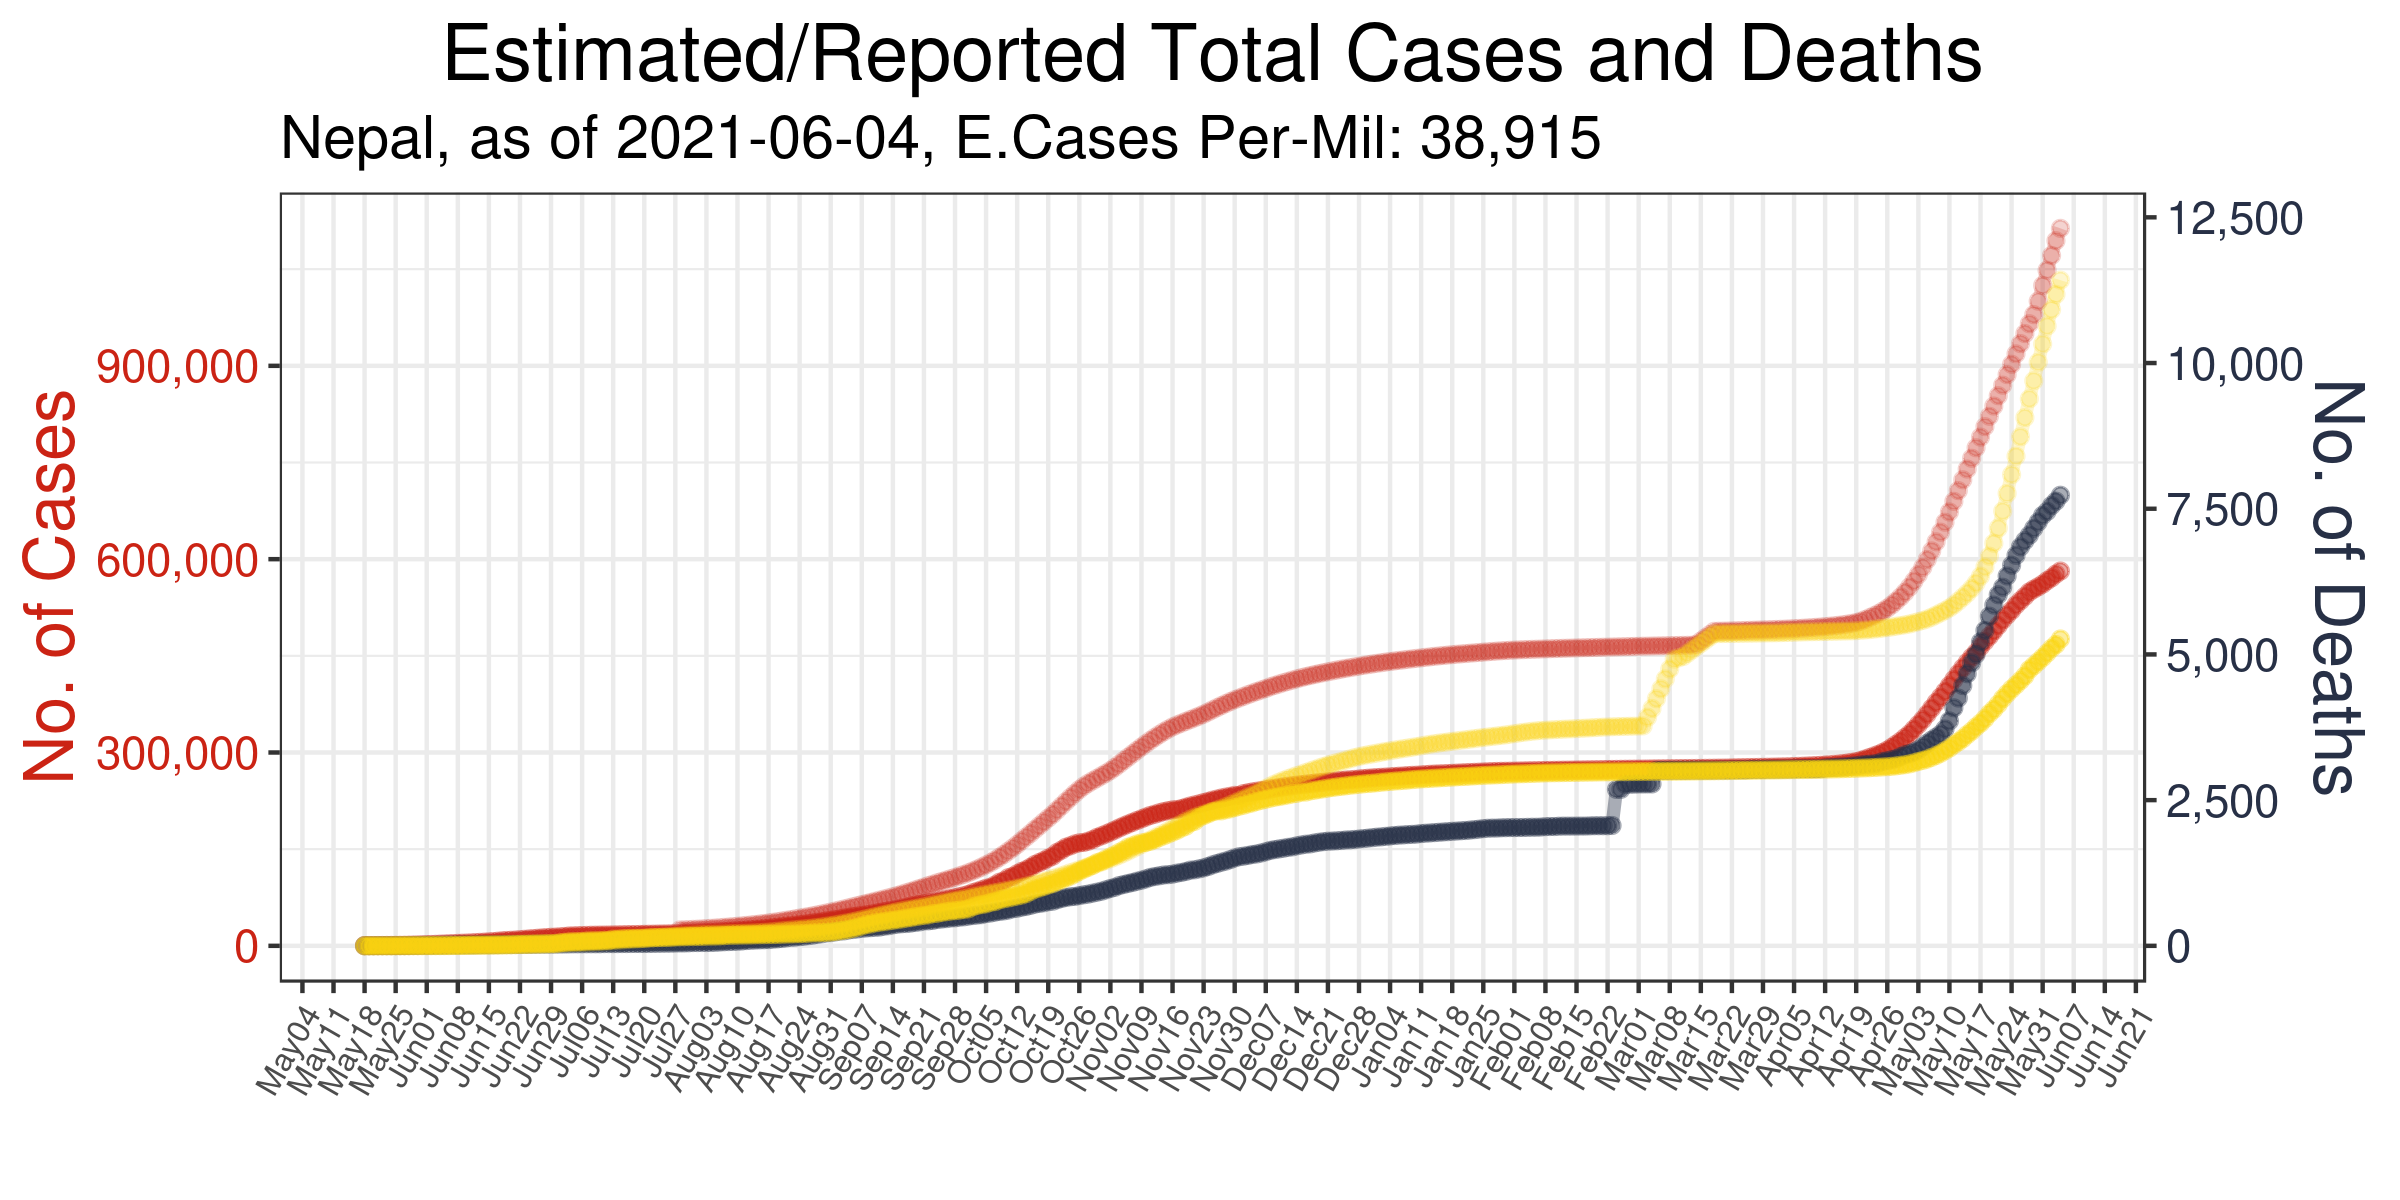 Estimated/Reported Total Cases and Deaths
Nepal, as of 2021-06-04, E.Cases Per-Mil: 38,915
No. of Cases
900,000
600,000
300,000
0
12,500
10,000
7,500
5,000
2,500
0
No. of Deaths
May04
May11
May18
May25
Jun01
Jun08
Jun15
Jun22
Jun29
Jul06
Jul13
Jul20
Jul27
Aug03
Aug10
Aug17
Aug24
Aug31
Sep07
Sep14
Sep21
Sep28
Oct05
Oct12
Oct19
Oct26
Nov02
Nov09
Nov16
Nov23
Nov30
Dec07
Dec14
Dec21
Dec28
Jan04
Jan11
Jan18
Jan25
Feb01
Feb08
Feb15
Feb22
Mar01
Mar08
Mar15
Mar22
Mar29
Apr05
Apr12
Apr19
Apr26
May03
May10
May17
May24
May31
Jun07
Jun14
Jun21